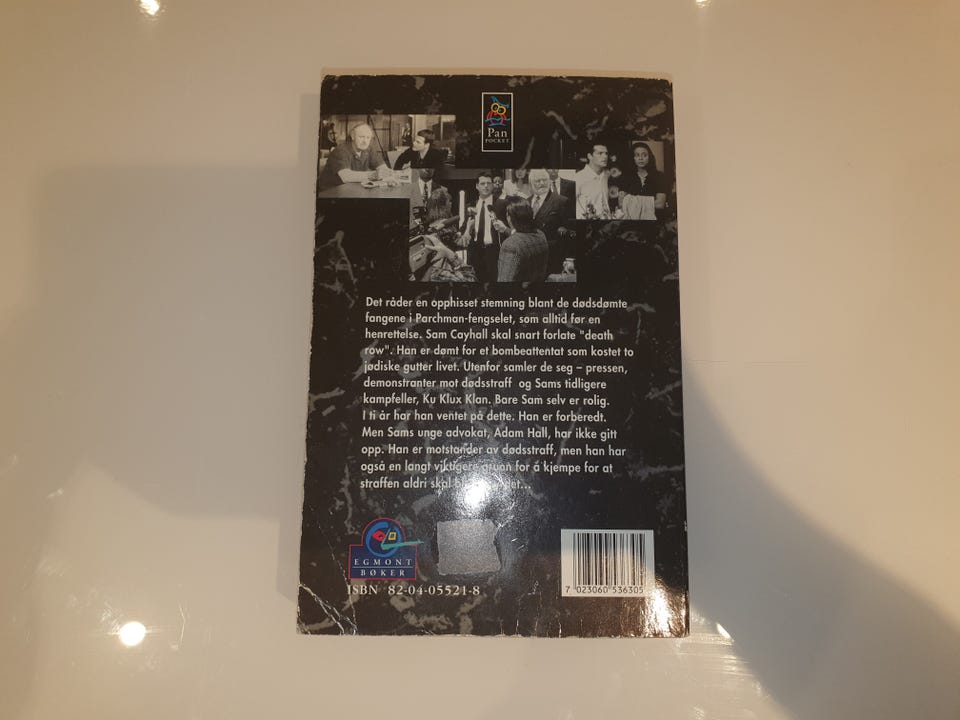 Pan
POCKET
Det råder en opphisset stemning blant de dødsdømte
fangene i Parchman-fengselet, som alltid før en
henrettelse. Sam Cayhall skal snart forlate "death
row". Han er dømt for et bombeattentat som kostet to
jødiske gutter livet. Utenfor samler de seg – pressen,
demonstranter mot dødsstraff og Sams tidligere
kampfeller, Ku Klux Klan. Bare Sam selv er rolig.
I ti år har han ventet på dette. Han er forberedt.
Men Sams unge advokat, Adam Hall, har ikke gitt
opp. Han er motstander av dødsstraff, men han har
også en langt viktigere grunn for å kjempe for at
straffen aldri skal
EGMONT
BØKER
ISBN 82-04-05521-8
7 023060 536305